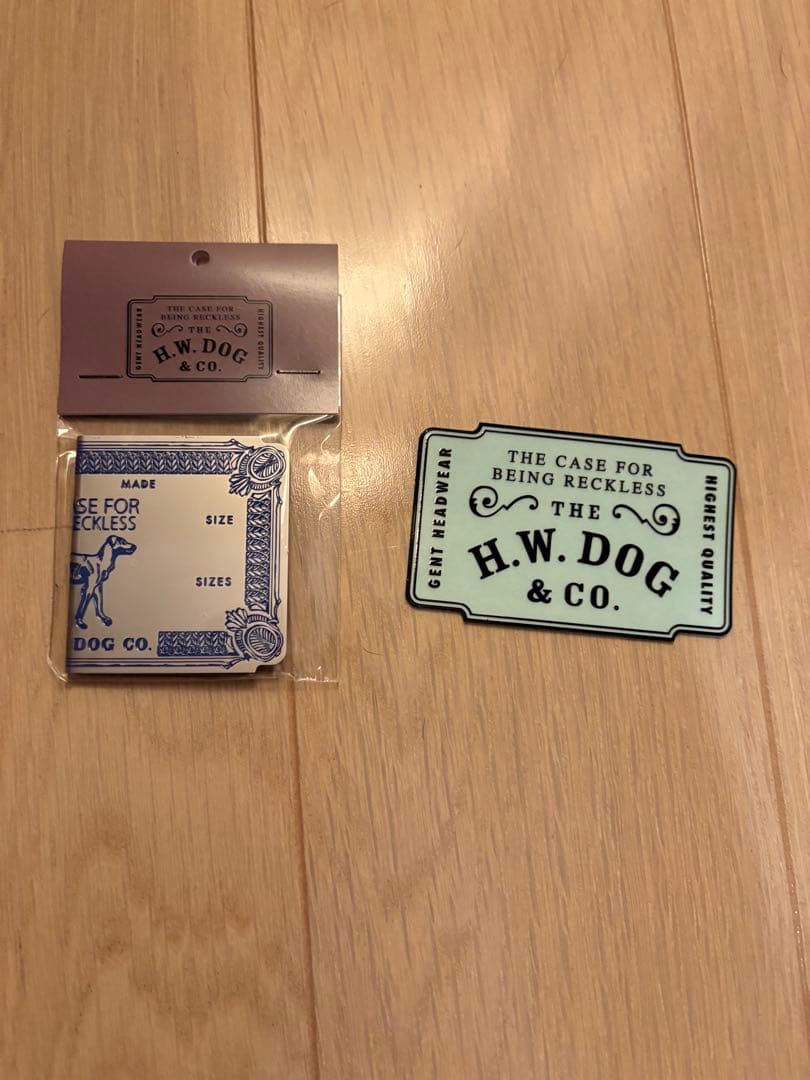 THE CASE FOR
BEING RECKLESS
THE
H.W. DOG
& CO.
GENT HEADWEAR
HIGHEST QUALITY
MADE
SE FOR
ECKLESS
SIZE
SIZES
DOG CO.
THE CASE FOR
BEING RECKLESS
THE
H.W. DOG
& CO.
GENT HEADWEAR
HIGHEST QUALITY